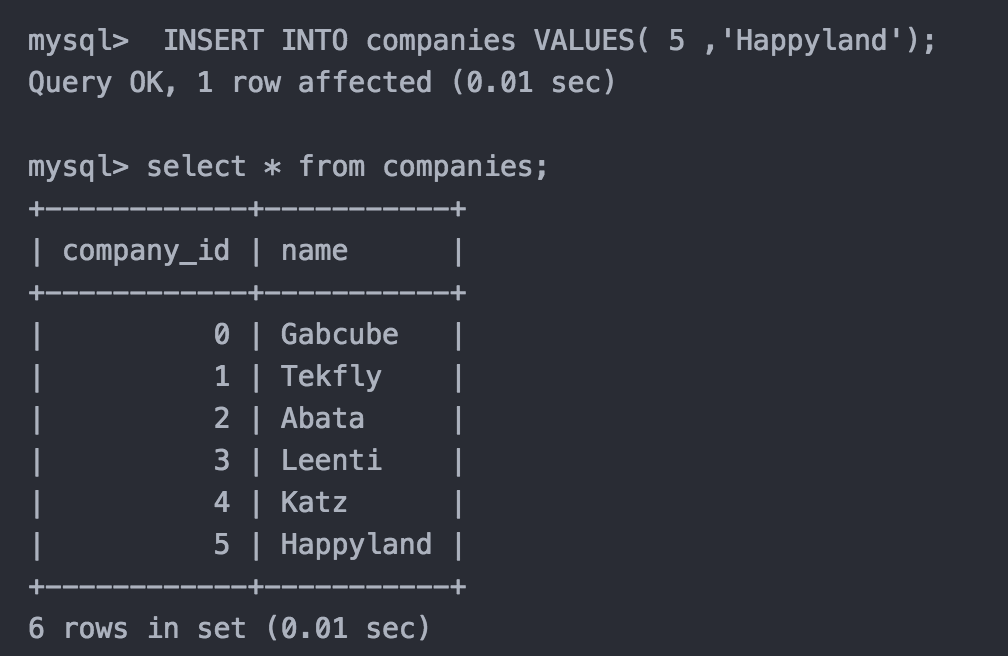 mysql>  INSERT INTO companies VALUES( 5 ,'Happyland');
Query OK, 1 row affected (0.01 sec)

mysql> select * from companies;
+------------+-----------+
| company_id | name      |
+------------+-----------+
|          0 | Gabcube   |
|          1 | Tekfly    |
|          2 | Abata     |
|          3 | Leenti    |
|          4 | Katz      |
|          5 | Happyland |
+------------+-----------+
6 rows in set (0.01 sec)